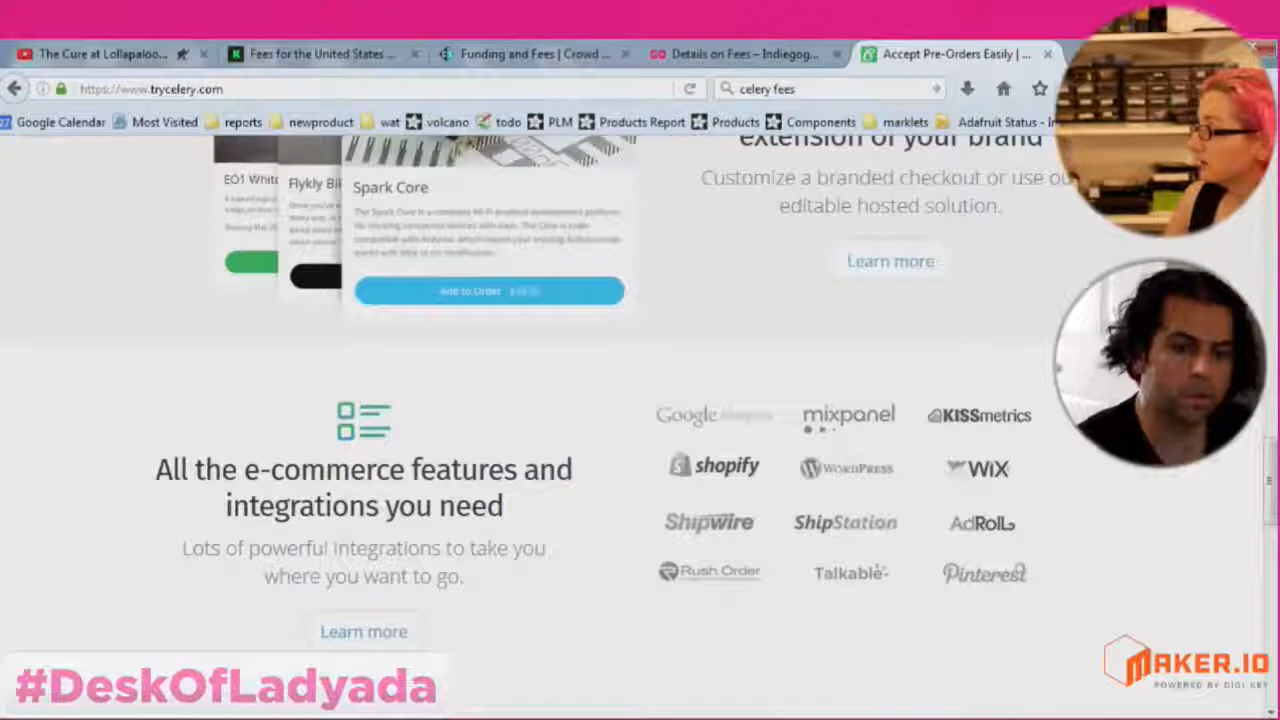 The Cure at Lollapaloo...
Fees for the United States ...
Funding and Fees | Crowd ...
Details on Fees – Indiegog...
Accept Pre-Orders Easily | ...
https://www.trycelery.com
celery fees
Google Calendar
Most Visited
reports
newproduct
wat
volcano
todo
PLM
Products Report
Products
Components
marklets
Adafruit Status - In
extension of your brand
Customize a branded checkout or use ou
editable hosted solution.
Learn more
EO1 White
Flykly Bi
Spark Core
Add to Order
All the e-commerce features and
integrations you need
Lots of powerful integrations to take you
where you want to go.
Learn more
Google
mixpanel
KISSmetrics
shopify
WORDPRESS
WiX
Shipwire
ShipStation
AdRoll
Rush Order
Talkable
Pinterest
#DeskOfLadyada
MAKER.IO
POWERED BY DIGI KEY